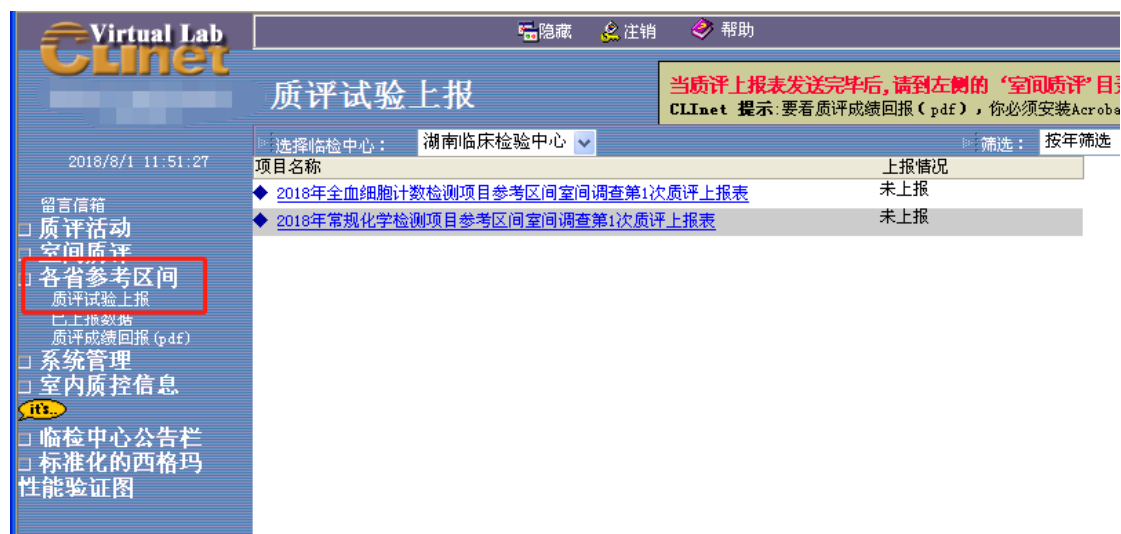 Virtual Lab
CLInet
隐藏 注销 帮助
质评试验上报
当质评上报表发送完毕后,请到左侧的‘室间质评’目
CLInet 提示:要看质评成绩回报(pdf),你必须安装Acroba
2018/8/1 11:51:27
选择临检中心: 湖南临床检验中心 筛选: 按年筛选
项目名称 上报情况
◆ 2018年全血细胞计数检测项目参考区间室间调查第1次质评上报表 未上报
◆ 2018年常规化学检测项目参考区间室间调查第1次质评上报表 未上报
留言信箱
质评活动
室间质评
各省参考区间
质评试验上报
已上报数据
质评成绩回报(pdf)
系统管理
室内质控信息
it's..
临检中心公告栏
标准化的西格玛
性能验证图